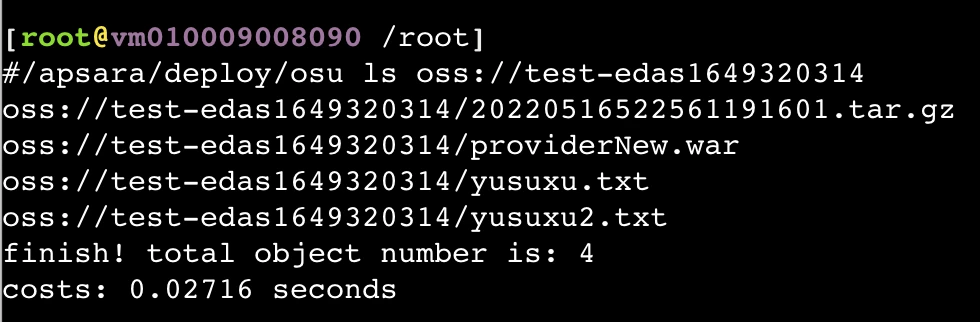 [root@vm010009008090 /root]
#/apsara/deploy/osu ls oss://test-edas1649320314
oss://test-edas1649320314/20220516522561191601.tar.gz
oss://test-edas1649320314/providerNew.war
oss://test-edas1649320314/yusuxu.txt
oss://test-edas1649320314/yusuxu2.txt
finish! total object number is: 4
costs: 0.02716 seconds